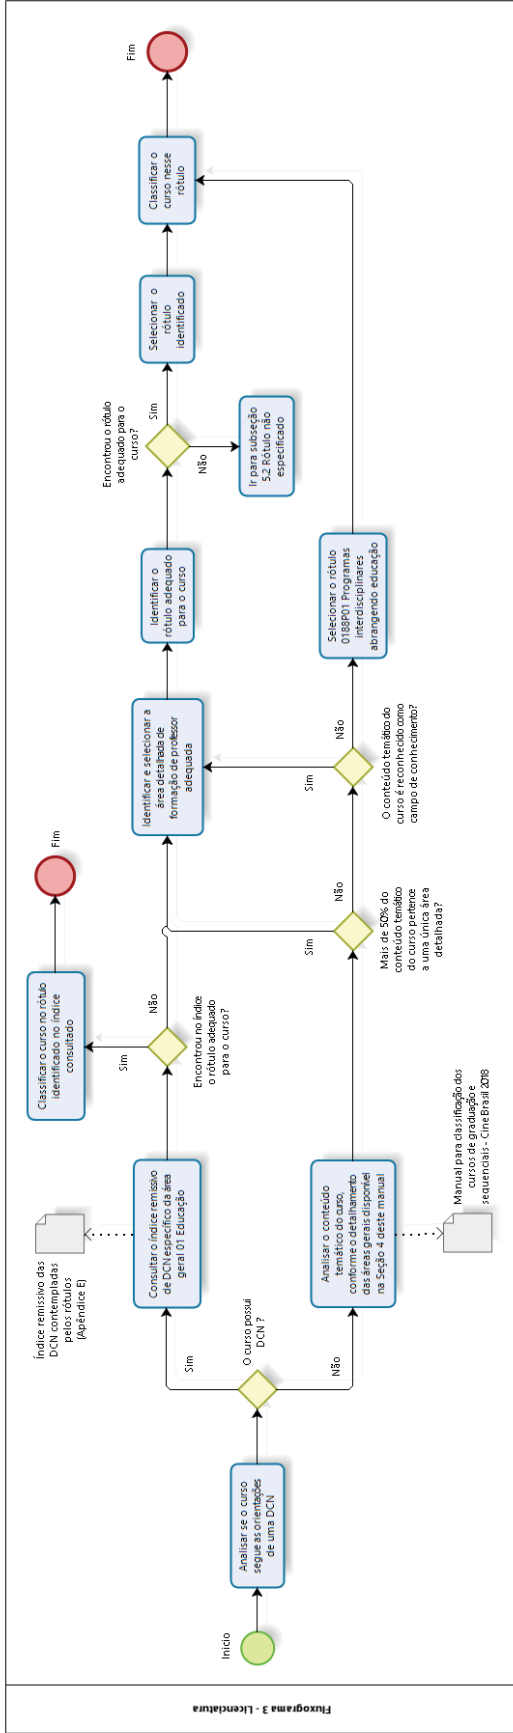 Fluxograma 3 - Licenciatura
Início
Analisar se o curso
segue as orientações
de uma DCN
O curso possui
DCN ?
Sim
Não
Índice remissivo das
DCN contempladas
pelos rótulos
(Apêndice E)
Consultar o índice remissivo
de DCN específico da área
geral 01 Educação
Encontrou no índice
o rótulo adequado
para o curso?
Sim
Não
Classificar o curso no rótulo
identificado no índice
consultado
Fim
Analisar o conteúdo
temático do curso,
conforme o detalhamento
das áreas gerais disponível
na Seção 4 deste manual
Manual para classificação dos
cursos de graduação e
sequenciais - Cine Brasil 2018
Mais de 50% do
conteúdo temático
do curso pertence
a uma única área
detalhada?
Sim
Não
O conteúdo temático do
curso é reconhecido como
campo de conhecimento?
Sim
Não
Identificar e selecionar a
área detalhada de
formação de professor
adequada
Identificar o
rótulo adequado
para o curso
Encontrou o rótulo
adequado para o
curso?
Sim
Não
Ir para subseção
5.2 Rótulo não
especificado
Selecionar o
rótulo
identificado
Selecionar o rótulo
0188P01 Programas
interdisciplinares
abrangendo educação
Classificar o
curso nesse
rótulo
Fim